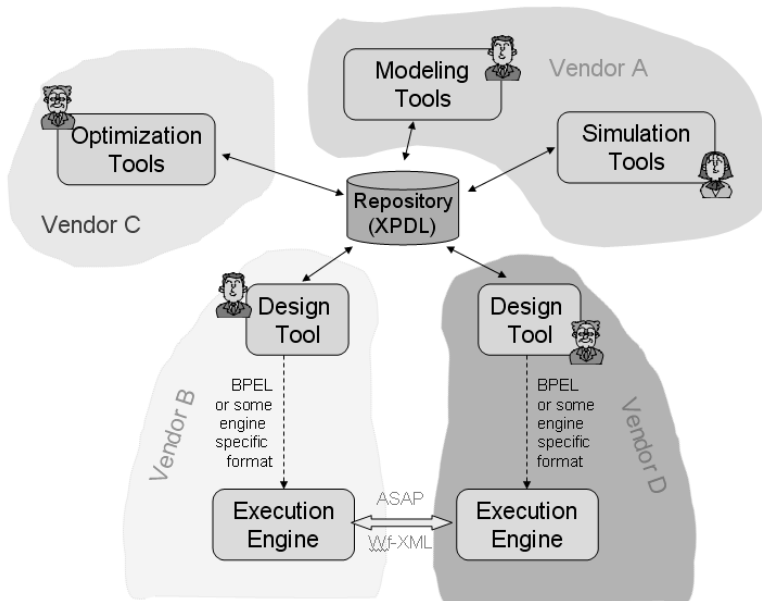 Modeling
Tools
Vendor A
Optimization
Tools
Simulation
Tools
Vendor C
Repository
(XPDL)
Design
Tool
Design
Tool
BPEL
or some
engine
specific
format
BPEL
or some
engine
specific
format
Vendor B
Vendor D
Execution
Engine
ASAP
Wf-XML
Execution
Engine